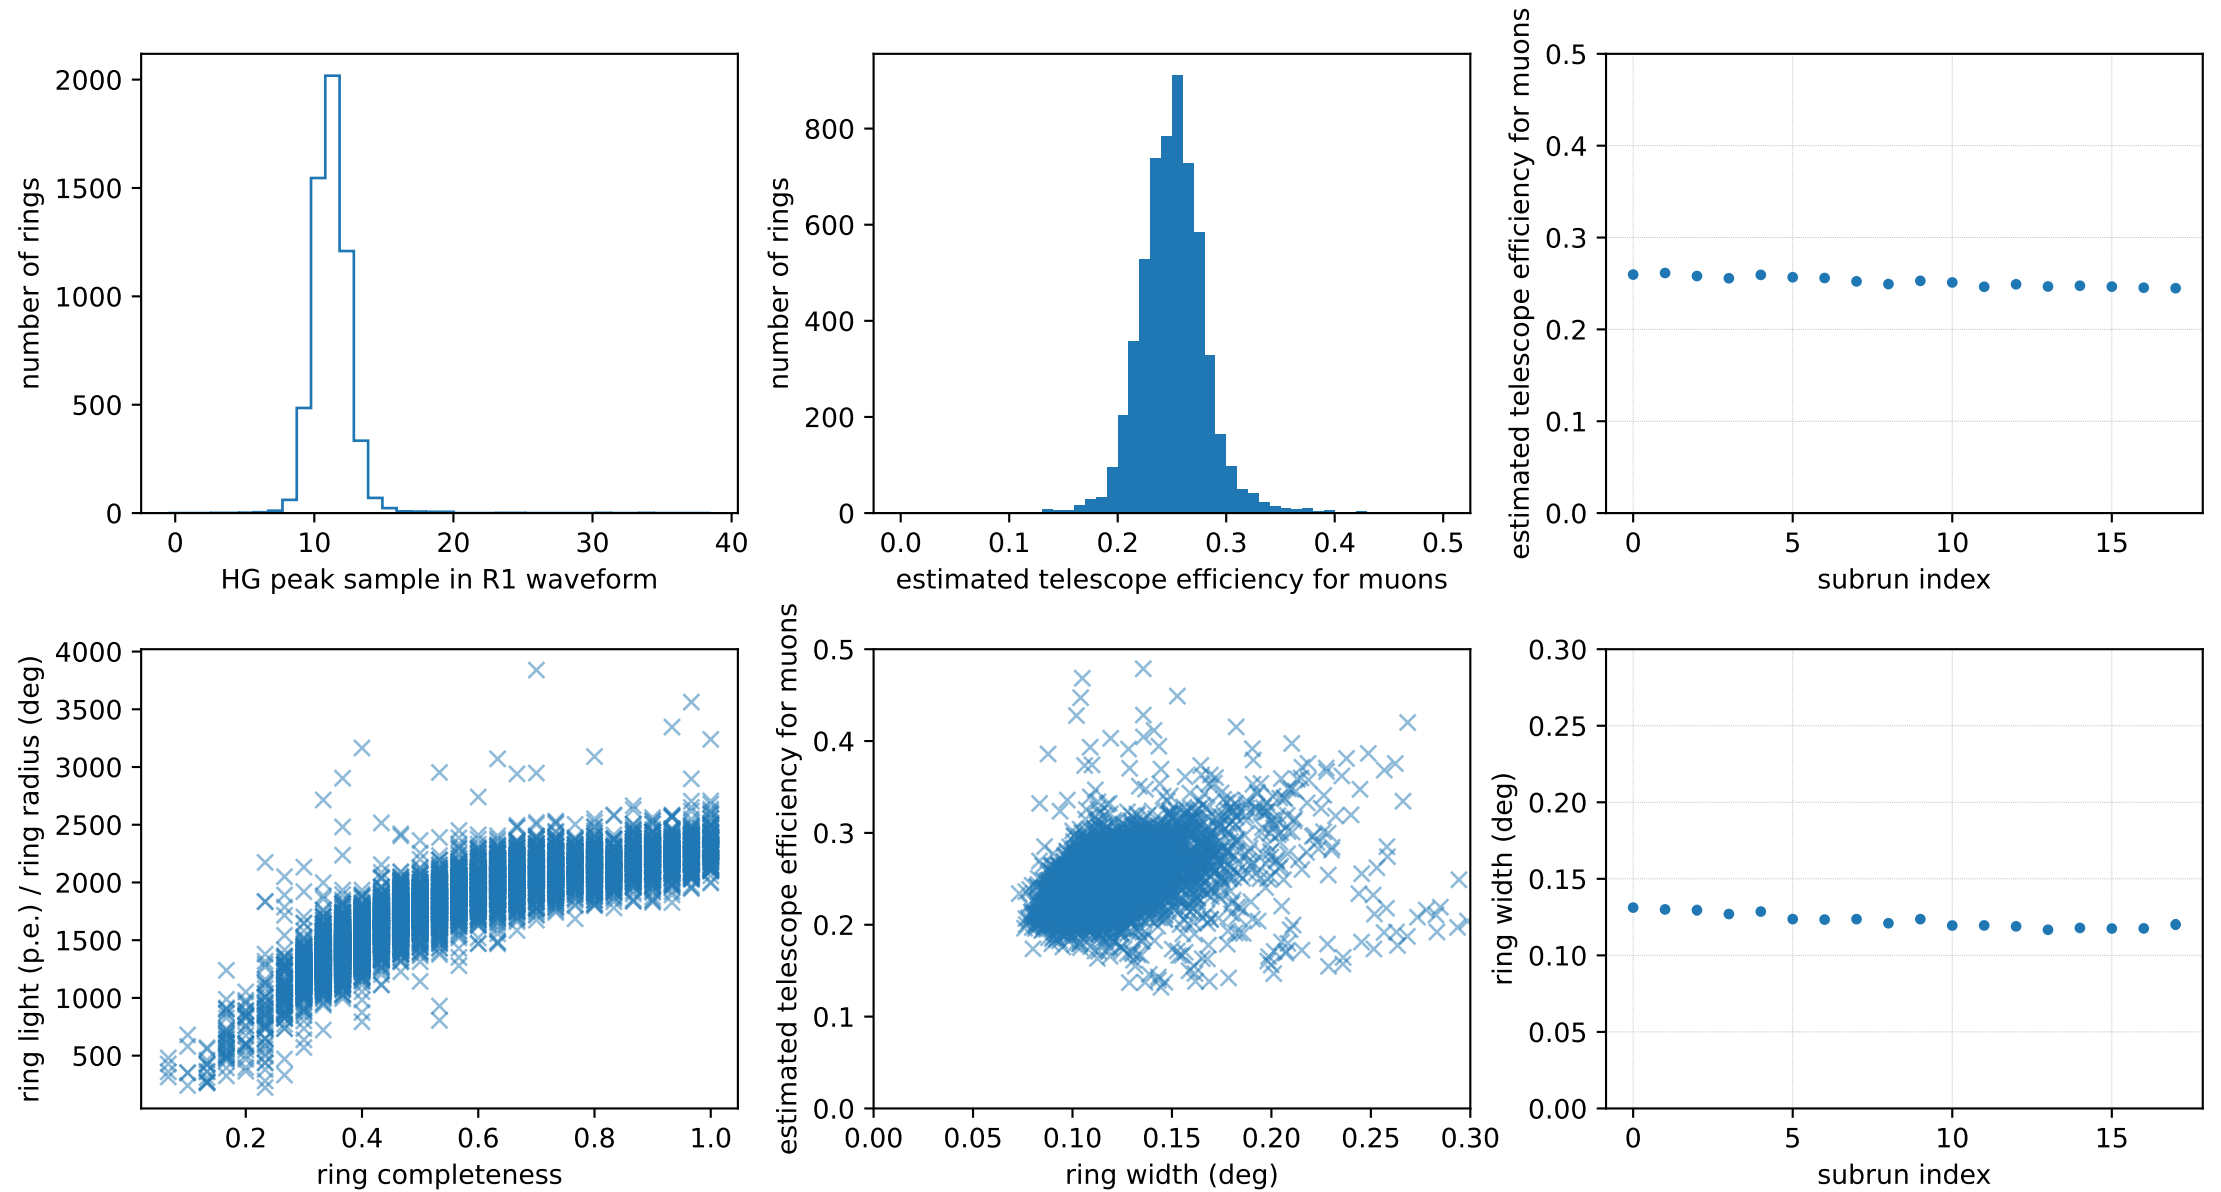 number of rings
2000
1500
1000
500
0
0 10 20 30 40
HG peak sample in R1 waveform
number of rings
800
600
400
200
0
0.0 0.1 0.2 0.3 0.4 0.5
estimated telescope efficiency for muons
estimated telescope efficiency for muons
0.5
0.4
0.3
0.2
0.1
0.0
0 5 10 15
subrun index
ring light (p.e.) / ring radius (deg)
4000
3500
3000
2500
2000
1500
1000
500
0.2 0.4 0.6 0.8 1.0
ring completeness
estimated telescope efficiency for muons
0.5
0.4
0.3
0.2
0.1
0.0
0.00 0.05 0.10 0.15 0.20 0.25 0.30
ring width (deg)
ring width (deg)
0.30
0.25
0.20
0.15
0.10
0.05
0.00
0 5 10 15
subrun index